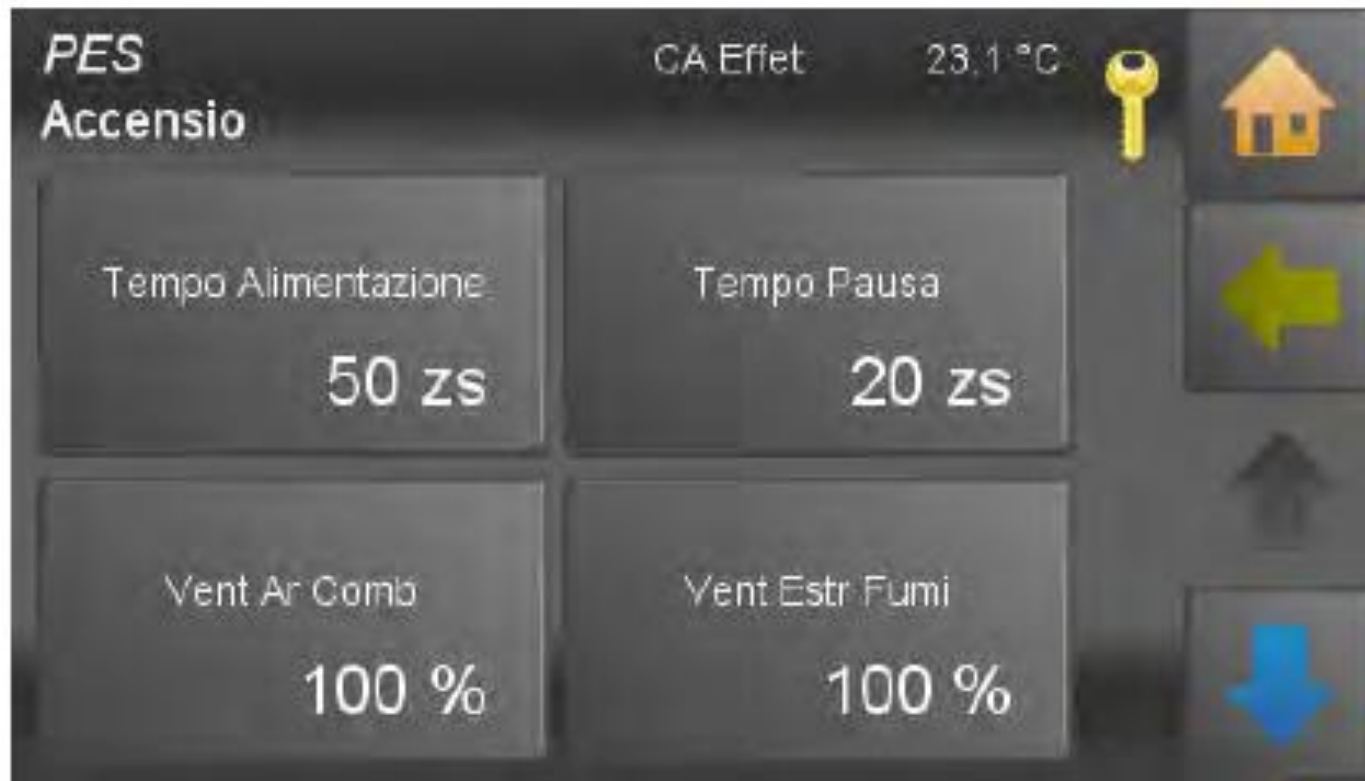 PES
CA Effet 23.1 °C
Accensio
Tempo Alimentazione
50 zs
Tempo Pausa
20 zs
Vent Ar Comb
100 %
Vent Estr Fumi
100 %